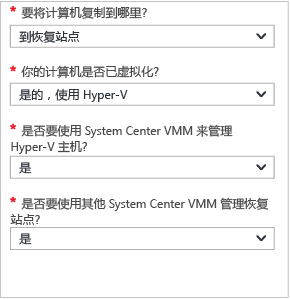 * 要将计算机复制到哪里?
到恢复站点
* 你的计算机是否已虚拟化?
是的，使用 Hyper-V
* 是否要使用 System Center VMM 来管理
Hyper-V 主机?
是
* 是否要使用其他 System Center VMM 管理恢复
站点?
是